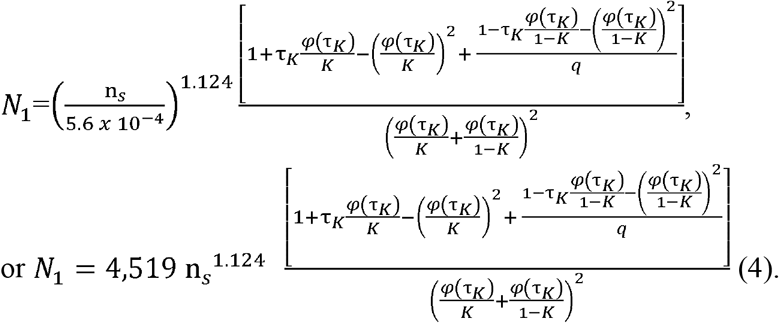 N₁=(nₛ/5.6 x 10⁻⁴)^1.124 [1+τ_K φ(τ_K)/K−(φ(τ_K)/K)²+(1−τ_K φ(τ_K)/(1−K)−(φ(τ_K)/(1−K))²)/q]/(φ(τ_K)/K+φ(τ_K)/(1−K))²,
or N₁ = 4,519 nₛ^1.124 [1+τ_K φ(τ_K)/K−(φ(τ_K)/K)²+(1−τ_K φ(τ_K)/(1−K)−(φ(τ_K)/(1−K))²)/q]/(φ(τ_K)/K+φ(τ_K)/(1−K))² (4).